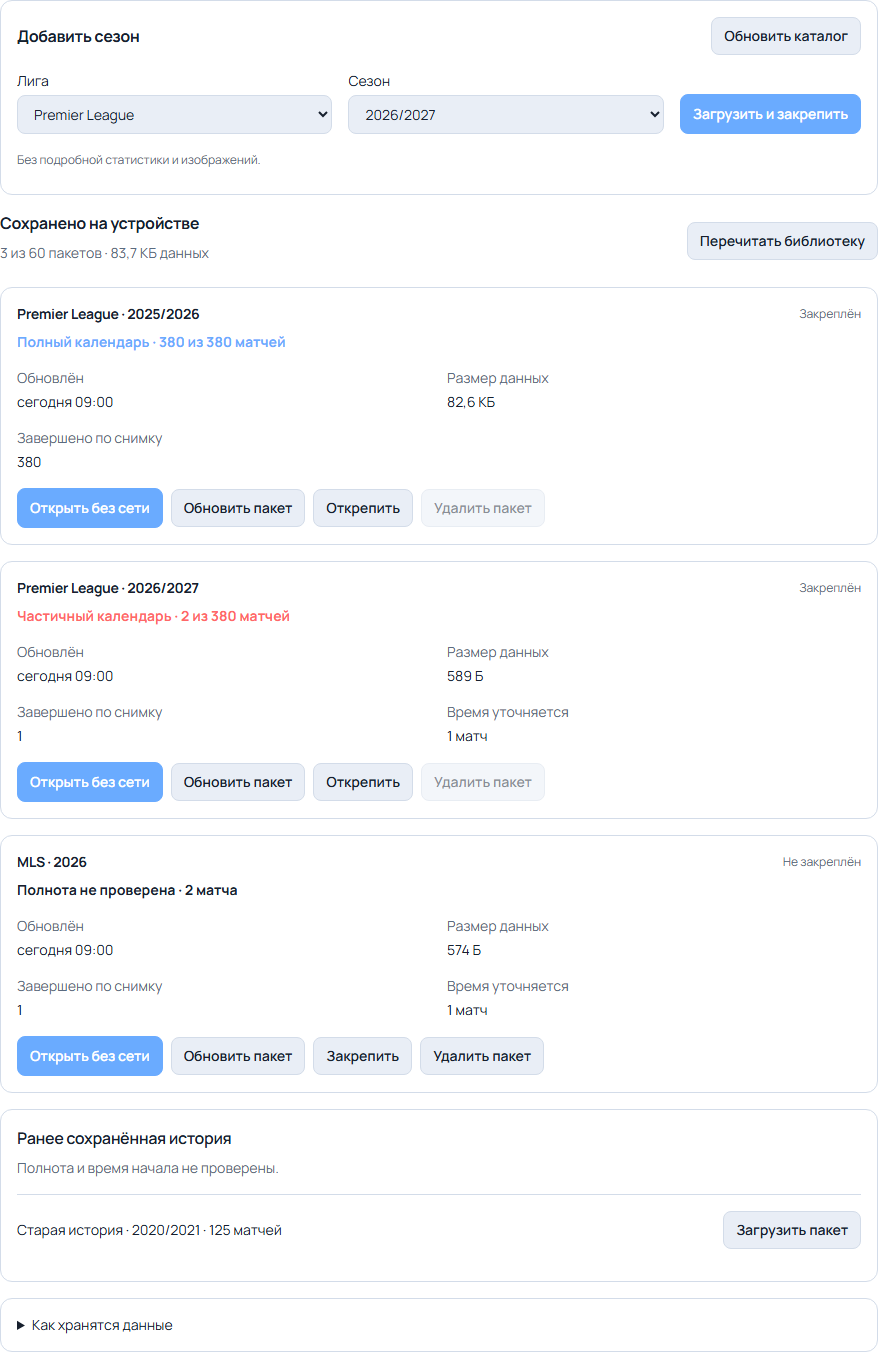 Добавить сезон
Обновить каталог
Лига
Сезон
Premier League
2026/2027
Загрузить и закрепить
Без подробной статистики и изображений.
Сохранено на устройстве
3 из 60 пакетов · 83,7 КБ данных
Перечитать библиотеку
Premier League · 2025/2026
Закреплён
Полный календарь · 380 из 380 матчей
Обновлён
Размер данных
сегодня 09:00
82,6 КБ
Завершено по снимку
380
Открыть без сети
Обновить пакет
Открепить
Удалить пакет
Premier League · 2026/2027
Закреплён
Частичный календарь · 2 из 380 матчей
Обновлён
Размер данных
сегодня 09:00
589 Б
Завершено по снимку
Время уточняется
1
1 матч
Открыть без сети
Обновить пакет
Открепить
Удалить пакет
MLS · 2026
Не закреплён
Полнота не проверена · 2 матча
Обновлён
Размер данных
сегодня 09:00
574 Б
Завершено по снимку
Время уточняется
1
1 матч
Открыть без сети
Обновить пакет
Закрепить
Удалить пакет
Ранее сохранённая история
Полнота и время начала не проверены.
Старая история · 2020/2021 · 125 матчей
Загрузить пакет
Как хранятся данные